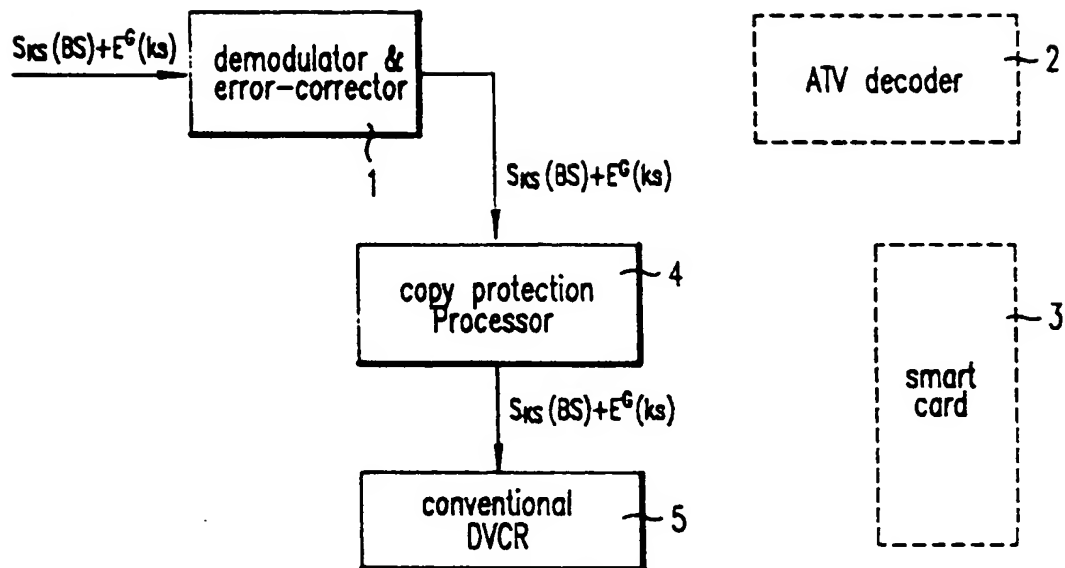 S_KS(BS)+E^G(ks)
demodulator &
error-corrector
1
ATV decoder
2
S_KS(BS)+E^G(ks)
copy protection
Processor
4
smart
card
3
S_KS(BS)+E^G(ks)
conventional
DVCR
5